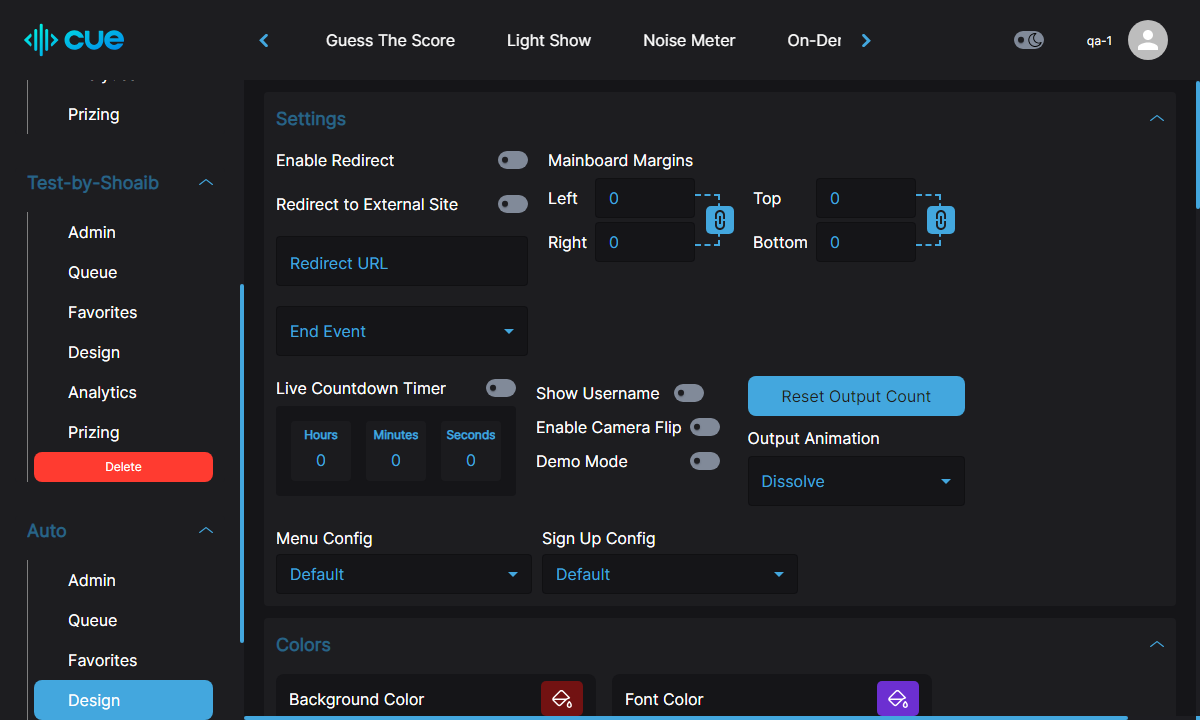 cue
Guess The Score
Light Show
Noise Meter
On-Der
qa-1
Prizing
Test-by-Shoaib
Admin
Queue
Favorites
Design
Analytics
Prizing
Delete
Auto
Admin
Queue
Favorites
Design
Settings
Enable Redirect
Redirect to External Site
Redirect URL
End Event
Mainboard Margins
Left 0
Right 0
Top 0
Bottom 0
Live Countdown Timer
Hours Minutes Seconds
0 0 0
Show Username
Enable Camera Flip
Demo Mode
Reset Output Count
Output Animation
Dissolve
Menu Config
Default
Sign Up Config
Default
Colors
Background Color
Font Color